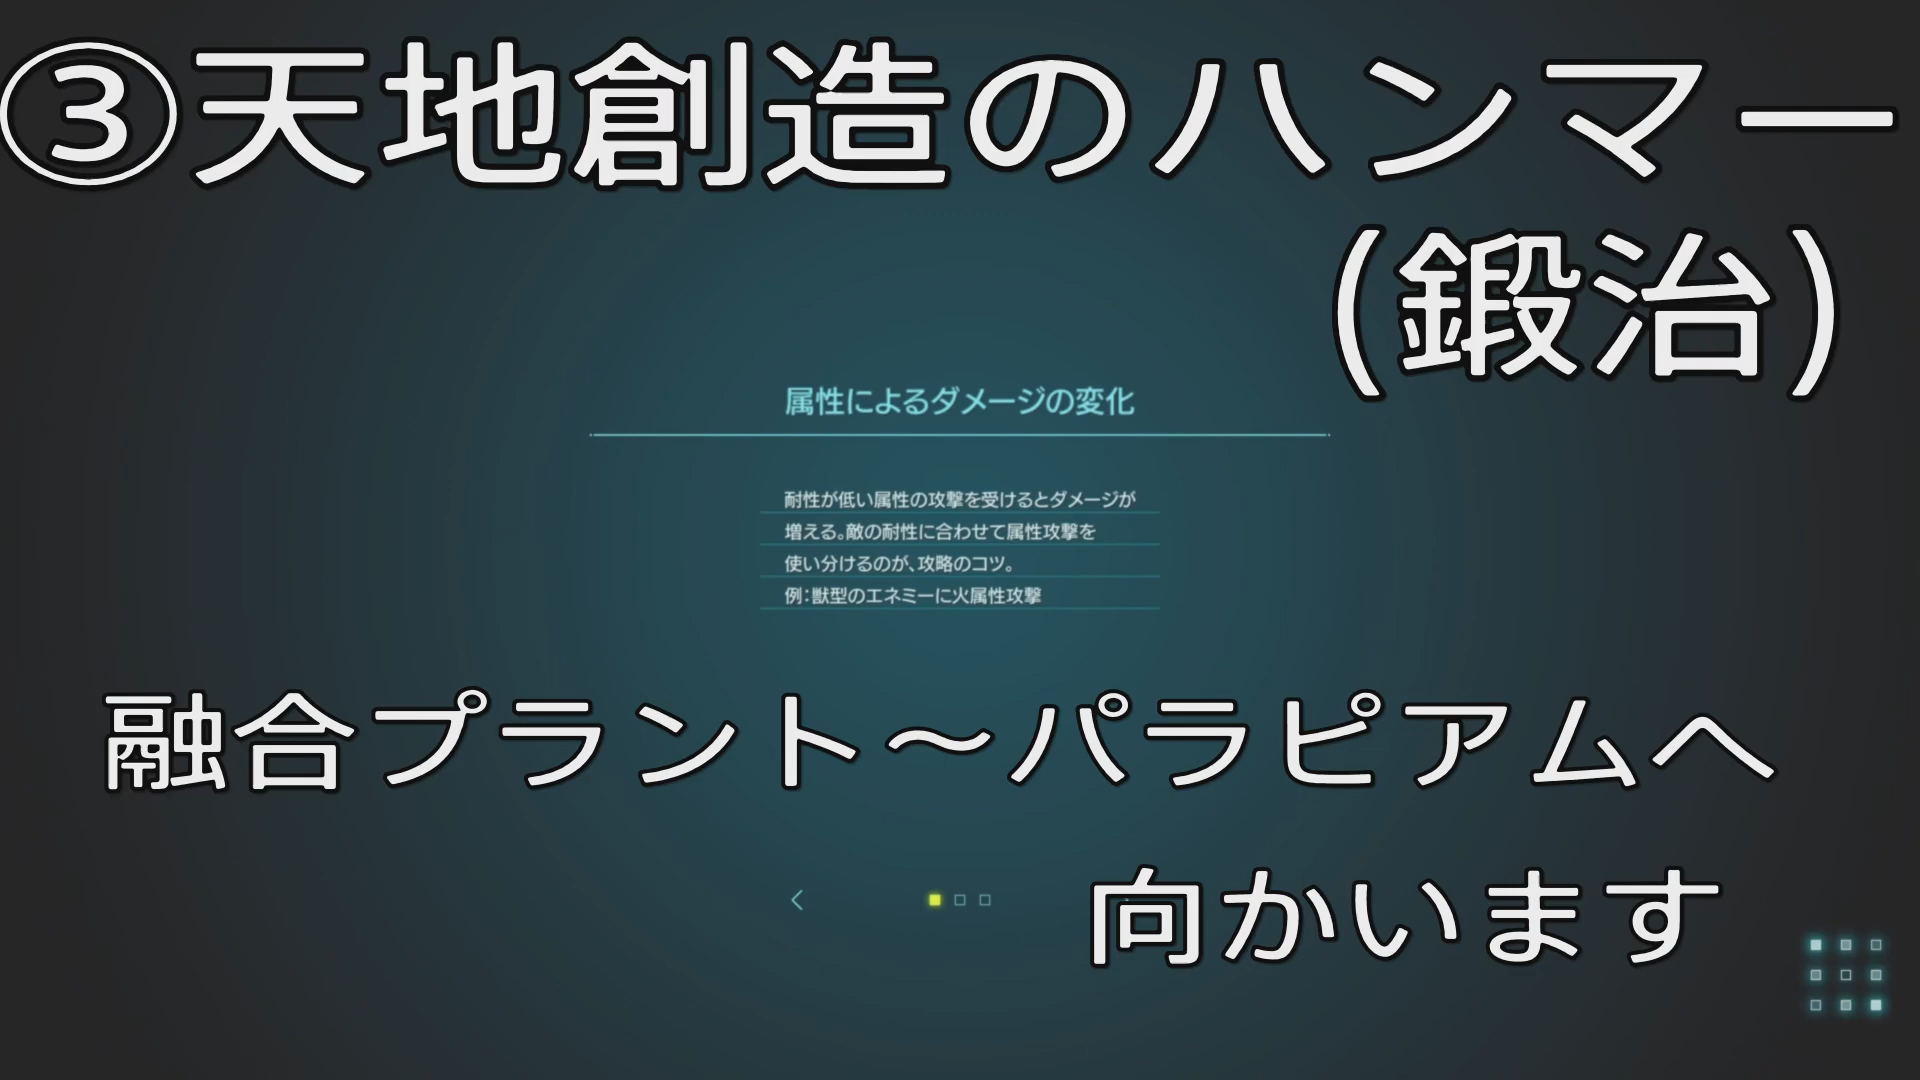 ③天地創造のハンマー
(鍛治)
属性によるダメージの変化
耐性が低い属性の攻撃を受けるとダメージが
増える。敵の耐性に合わせて属性攻撃を
使い分けるのが、攻略のコツ。
例：獣型のエネミーに火属性攻撃
融合プラント～パラピアムへ
向かいます